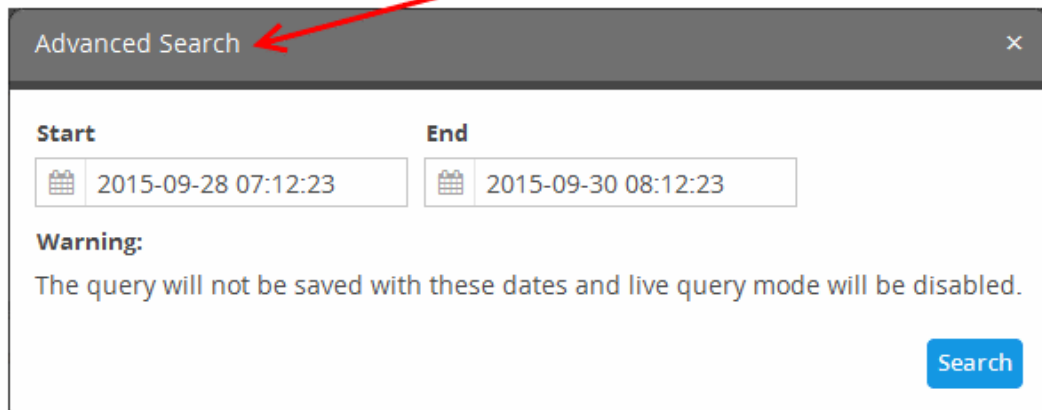 Advanced Search ×
Start End
2015-09-28 07:12:23 2015-09-30 08:12:23
Warning:
The query will not be saved with these dates and live query mode will be disabled.
Search